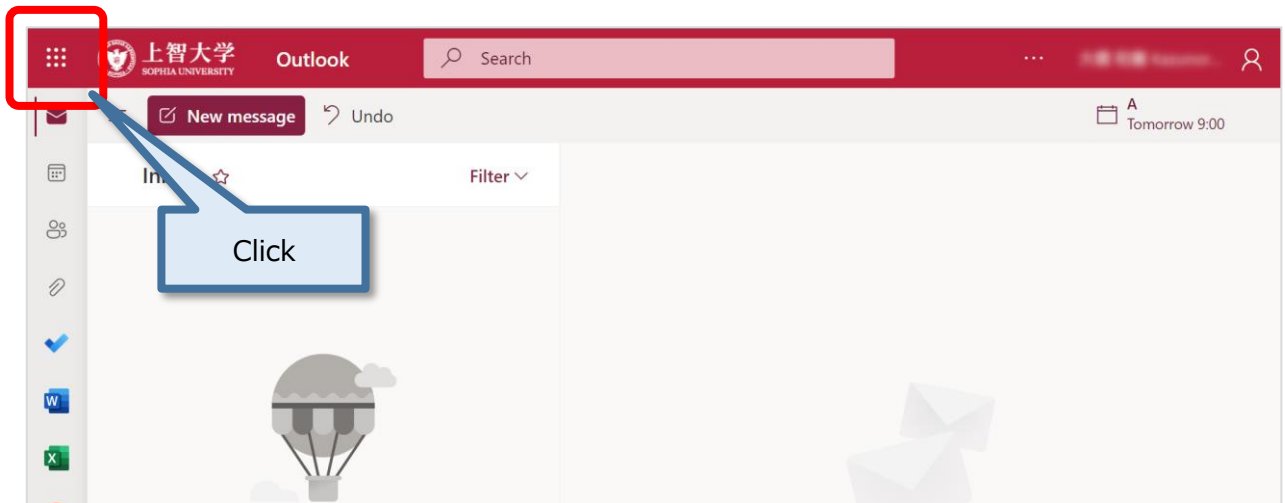 上智大学
SOPHIA UNIVERSITY
Outlook
Search
New message
Undo
A
Tomorrow 9:00
Filter
Click